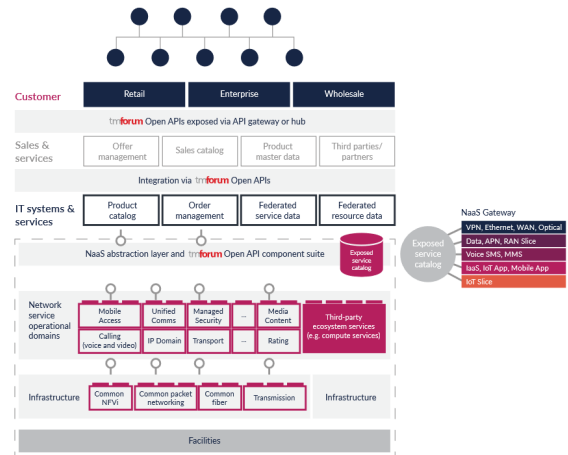 Customer
Retail
Enterprise
Wholesale
tmforum Open APIs exposed via API gateway or hub
Sales &
services
Offer
management
Sales catalog
Product
master data
Third parties/
partners
Integration via tmforum Open APIs
IT systems &
services
Product
catalog
Order
management
Federated
service data
Federated
resource data
NaaS abstraction layer and tmforum Open API component suite
Exposed
service
catalog
Exposed
service
catalog
NaaS Gateway
VPN, Ethernet, WAN, Optical
Data, APN, RAN Slice
Voice SMS, MMS
IaaS, IoT App, Mobile App
IoT Slice
Network
service
operational
domains
Mobile
Access
Unified
Comms
Managed
Security
...
Media
Content
Calling
(voice and video)
IP Domain
Transport
...
Rating
Third-party
ecosystem services
(e.g. compute services)
Infrastructure
Common
NFVi
Common packet
networking
Common
fiber
Transmission
Infrastructure
Facilities